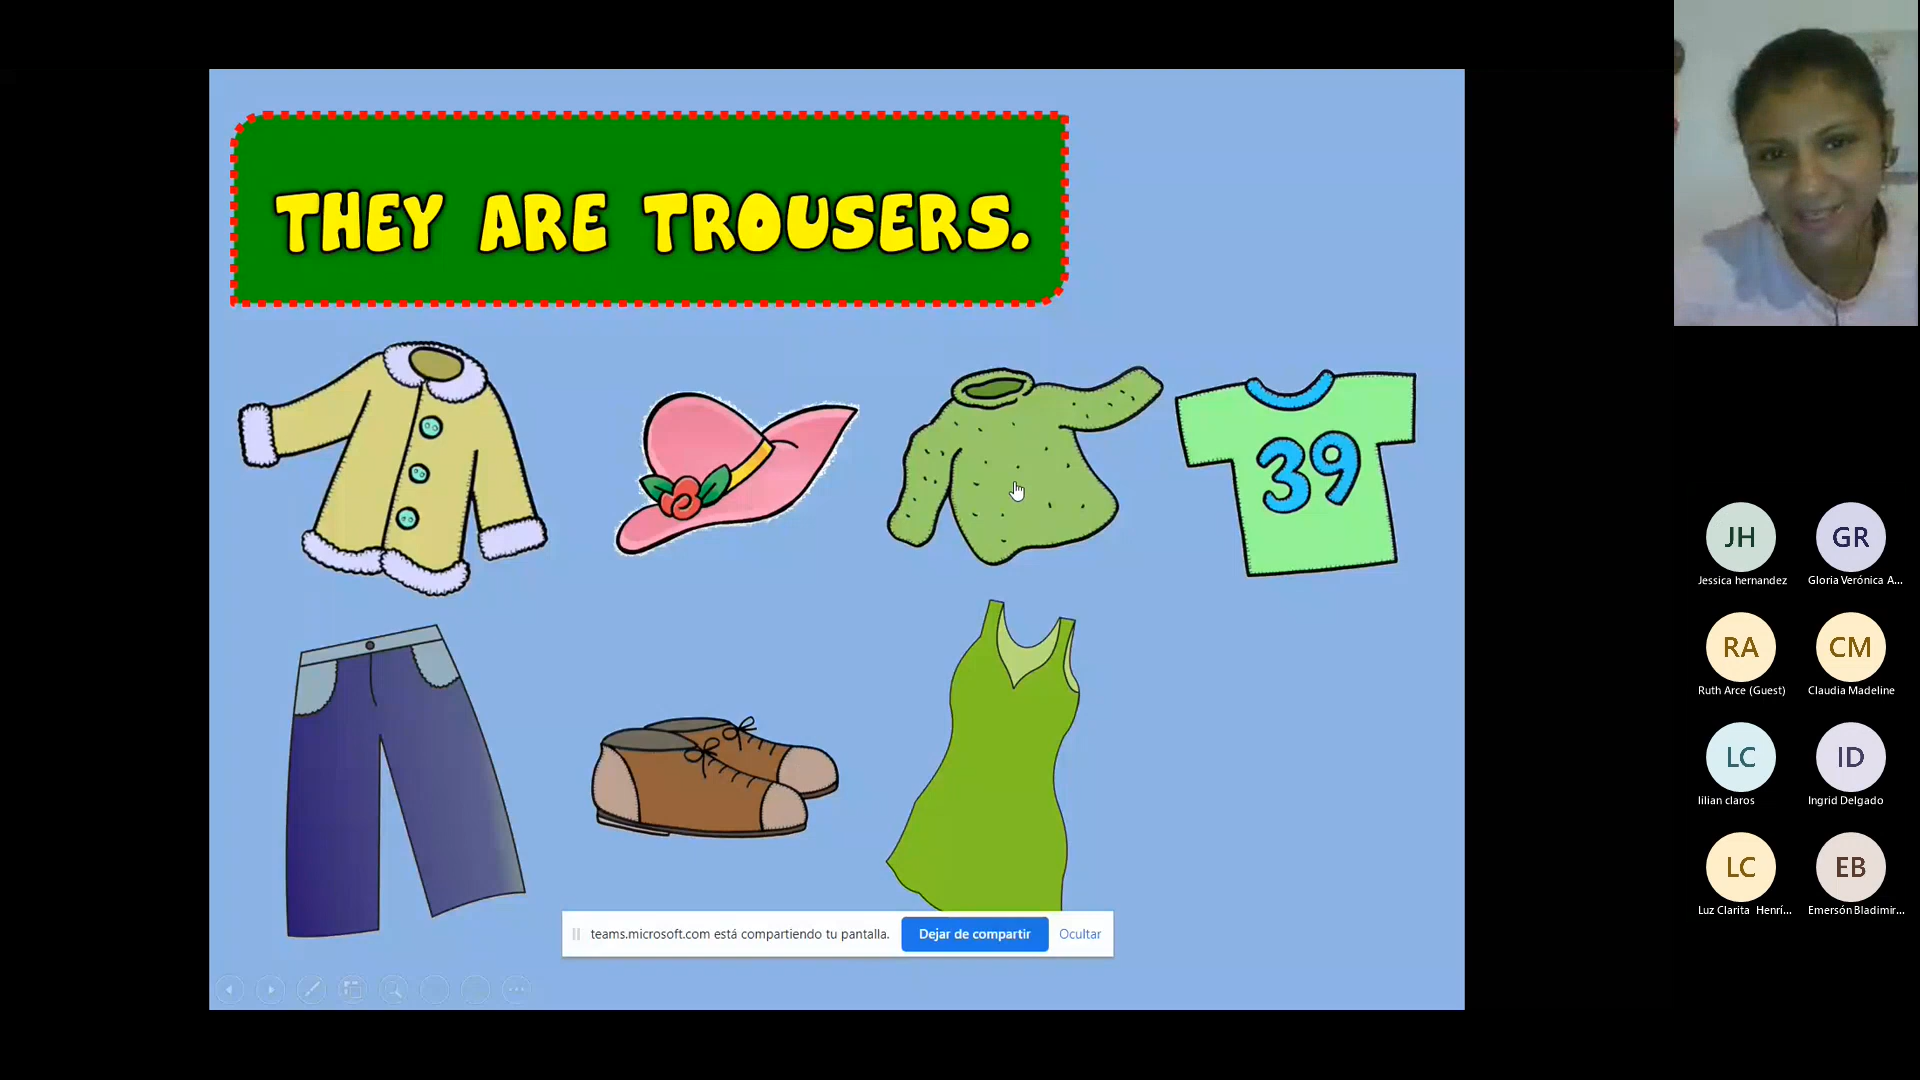 THEY ARE TROUSERS.
39
teams.microsoft.com está compartiendo tu pantalla.
Dejar de compartir
Ocultar
JH
GR
Jessica hernandez
Gloria Verónica A...
RA
CM
Ruth Arce (Guest)
Claudia Madeline
LC
ID
lilian claros
Ingrid Delgado
LC
EB
Luz Clarita Henrí...
Emersón Bladimir...